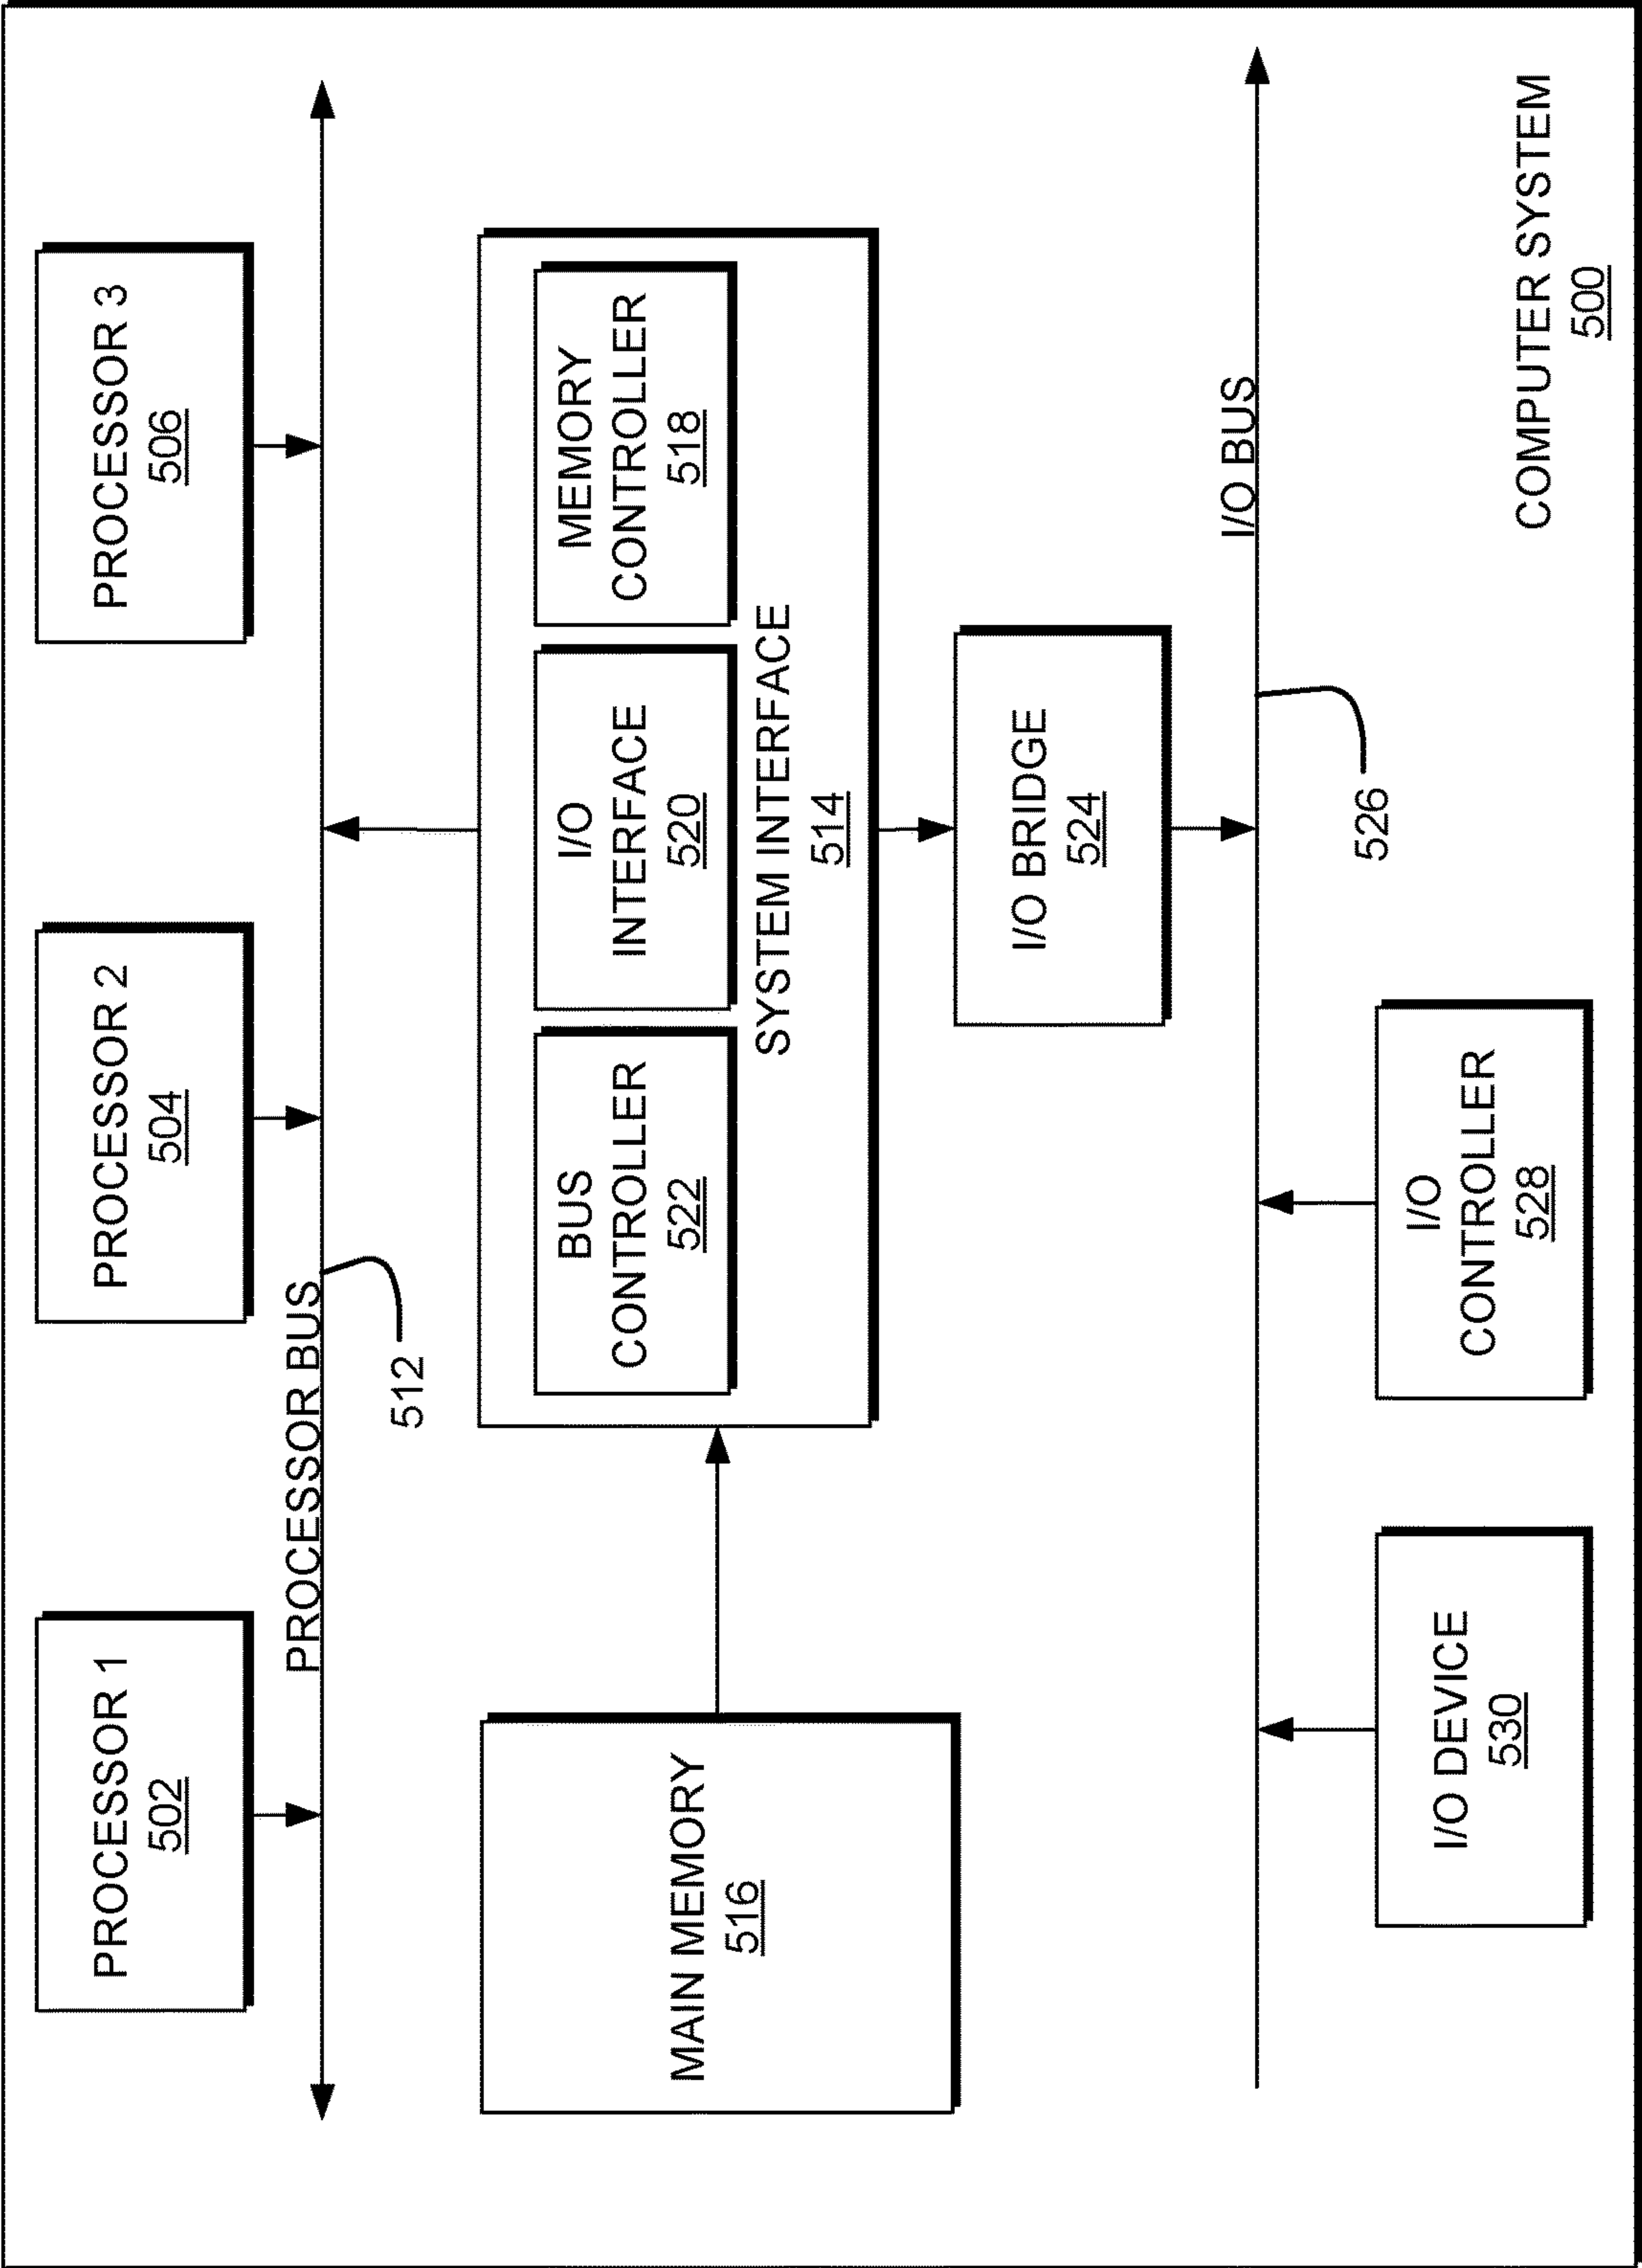 PROCESSOR 1
502
PROCESSOR 2
504
PROCESSOR 3
506
PROCESSOR BUS
512
MAIN MEMORY
516
BUS
CONTROLLER
522
I/O
INTERFACE
520
MEMORY
CONTROLLER
518
SYSTEM INTERFACE
514
I/O BRIDGE
524
I/O BUS
526
I/O DEVICE
530
I/O
CONTROLLER
528
COMPUTER SYSTEM
500